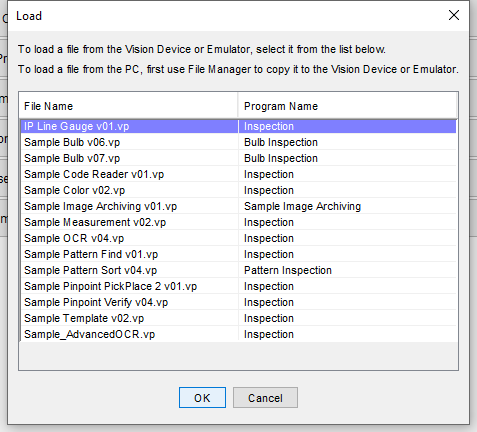 Load
To load a file from the Vision Device or Emulator, select it from the list below.
To load a file from the PC, first use File Manager to copy it to the Vision Device or Emulator.
File Name Program Name
IP Line Gauge v01.vp Inspection
Sample Bulb v06.vp Bulb Inspection
Sample Bulb v07.vp Bulb Inspection
Sample Code Reader v01.vp Inspection
Sample Color v02.vp Inspection
Sample Image Archiving v01.vp Sample Image Archiving
Sample Measurement v02.vp Inspection
Sample OCR v04.vp Inspection
Sample Pattern Find v01.vp Inspection
Sample Pattern Sort v04.vp Pattern Inspection
Sample Pinpoint PickPlace 2 v01.vp Inspection
Sample Pinpoint Verify v04.vp Inspection
Sample Template v02.vp Inspection
Sample_AdvancedOCR.vp Inspection
OK Cancel